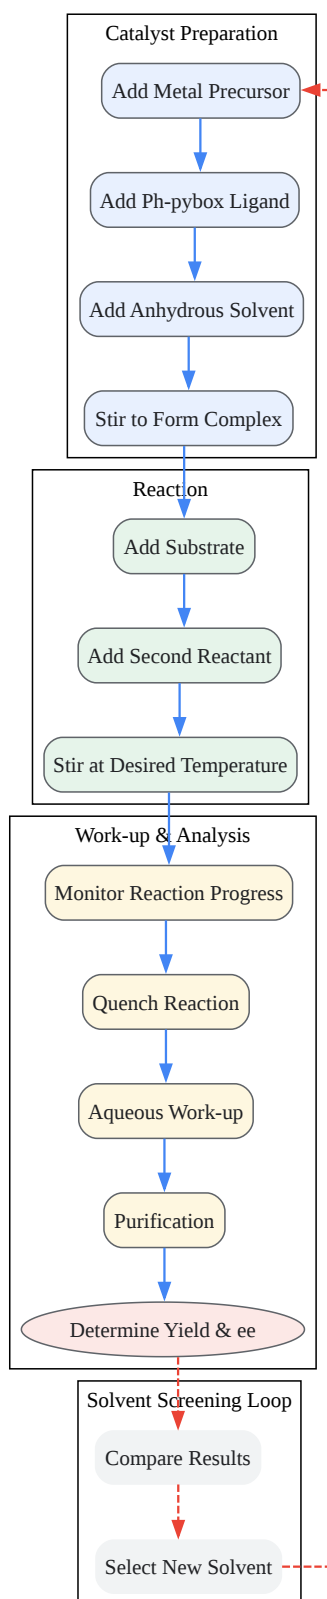 Catalyst Preparation
Add Metal Precursor
Add Ph-pybox Ligand
Add Anhydrous Solvent
Stir to Form Complex
Reaction
Add Substrate
Add Second Reactant
Stir at Desired Temperature
Work-up & Analysis
Monitor Reaction Progress
Quench Reaction
Aqueous Work-up
Purification
Determine Yield & ee
Solvent Screening Loop
Compare Results
Select New Solvent